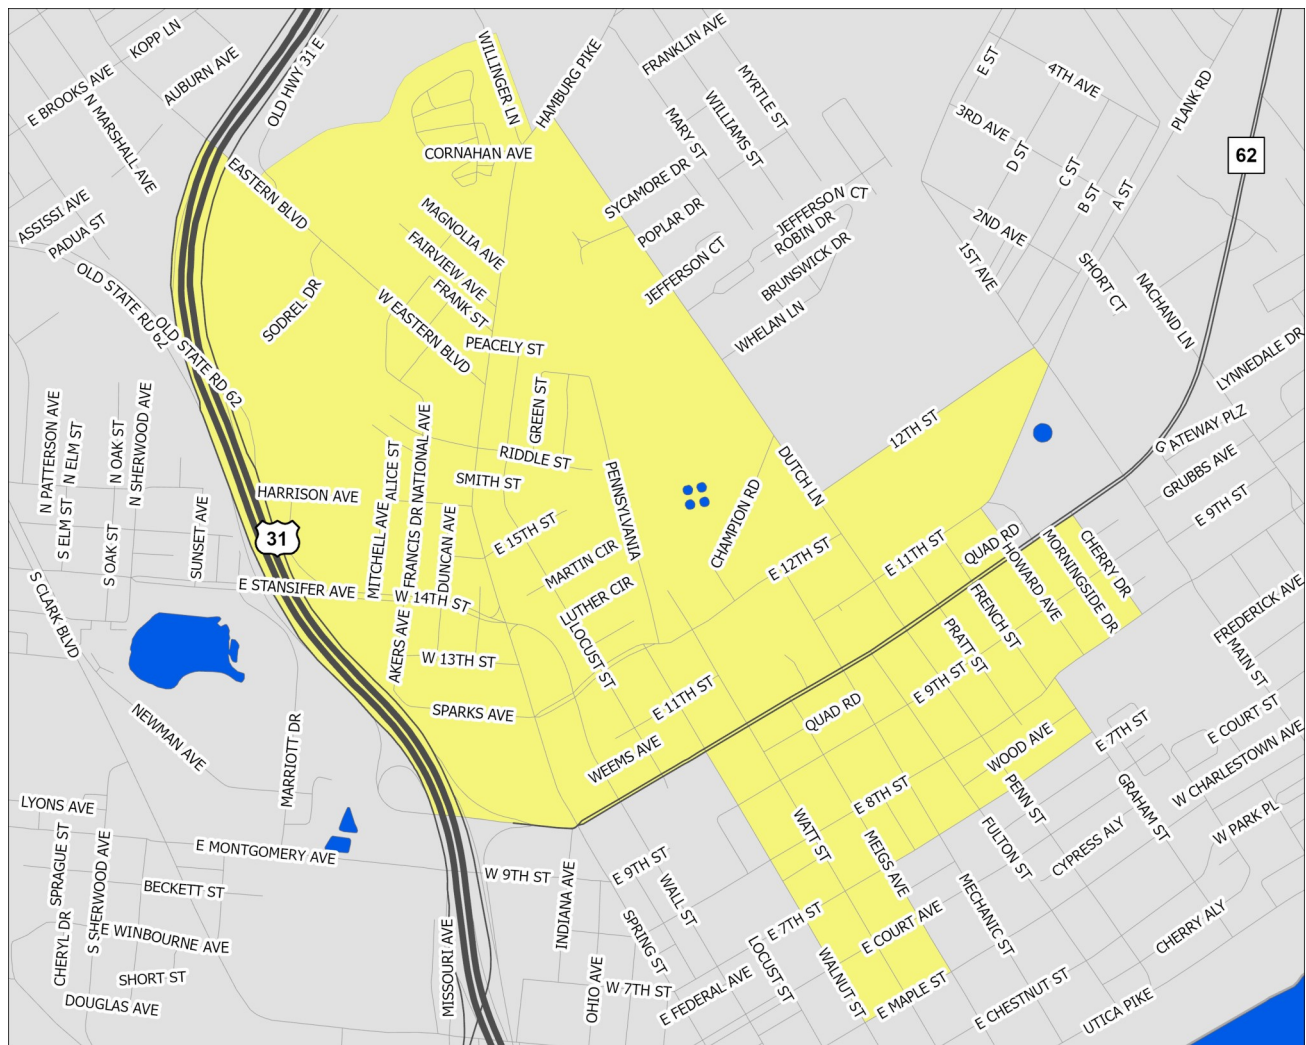 KOPP LN
E BROOKS AVE
AUBURN AVE
N MARSHALL AVE
OLD HWY 31 E
WILLINGER LN
HAMBURG PIKE
FRANKLIN AVE
MYRTLE ST
WILLIAMS ST
MARY ST
E ST
4TH AVE
3RD AVE
D ST
C ST
B ST
A ST
PLANK RD
62
CORNAHAN AVE
EASTERN BLVD
ASSISSI AVE
PADUA ST
OLD STATE RD 62
OLD STATE RD 62
SODREL DR
MAGNOLIA AVE
FAIRVIEW AVE
FRANK ST
W EASTERN BLVD
PEACELY ST
SYCAMORE DR
POPLAR DR
JEFFERSON CT
JEFFERSON CT
ROBIN DR
BRUNSWICK DR
WHELAN LN
2ND AVE
1ST AVE
SHORT CT
NACHAND LN
LYNNEDALE DR
GATEWAY PLZ
GRUBBS AVE
E 9TH ST
N PATTERSON AVE
N ELM ST
N OAK ST
N SHERWOOD AVE
S ELM ST
S OAK ST
SUNSET AVE
HARRISON AVE
31
MITCHELL AVE
ALICE ST
FRANCIS DR
NATIONAL AVE
DUNCAN AVE
GREEN ST
RIDDLE ST
SMITH ST
PENNSYLVANIA
E 15TH ST
MARTIN CIR
LUTHER CIR
LOCUST ST
CHAMPION RD
DUTCH LN
12TH ST
E 12TH ST
E 11TH ST
QUAD RD
HOWARD AVE
MORNINGSIDE DR
CHERRY DR
FRENCH ST
PRATT ST
E 9TH ST
E STANSIFER AVE
W 14TH ST
AKERS AVE
W 13TH ST
SPARKS AVE
E 11TH ST
WEEMS AVE
QUAD RD
WOOD AVE
E 8TH ST
PENN ST
E 7TH ST
GRAHAM ST
FREDERICK AVE
MAIN ST
E COURT ST
W CHARLESTOWN AVE
W PARK PL
CYPRESS ALY
FULTON ST
S CLARK BLVD
NEWMAN AVE
MARRIOTT DR
LYONS AVE
SPRAGUE ST
S SHERWOOD AVE
E MONTGOMERY AVE
BECKETT ST
E WINBOURNE AVE
CHERYL DR
SHORT ST
DOUGLAS AVE
MISSOURI AVE
W 9TH ST
INDIANA AVE
OHIO AVE
W 7TH ST
SPRING ST
WALL ST
E 9TH ST
E FEDERAL AVE
LOCUST ST
E 7TH ST
WATT ST
MEIGS AVE
WALNUT ST
E COURT AVE
E MAPLE ST
MECHANIC ST
E CHESTNUT ST
UTICA PIKE
CHERRY ALY